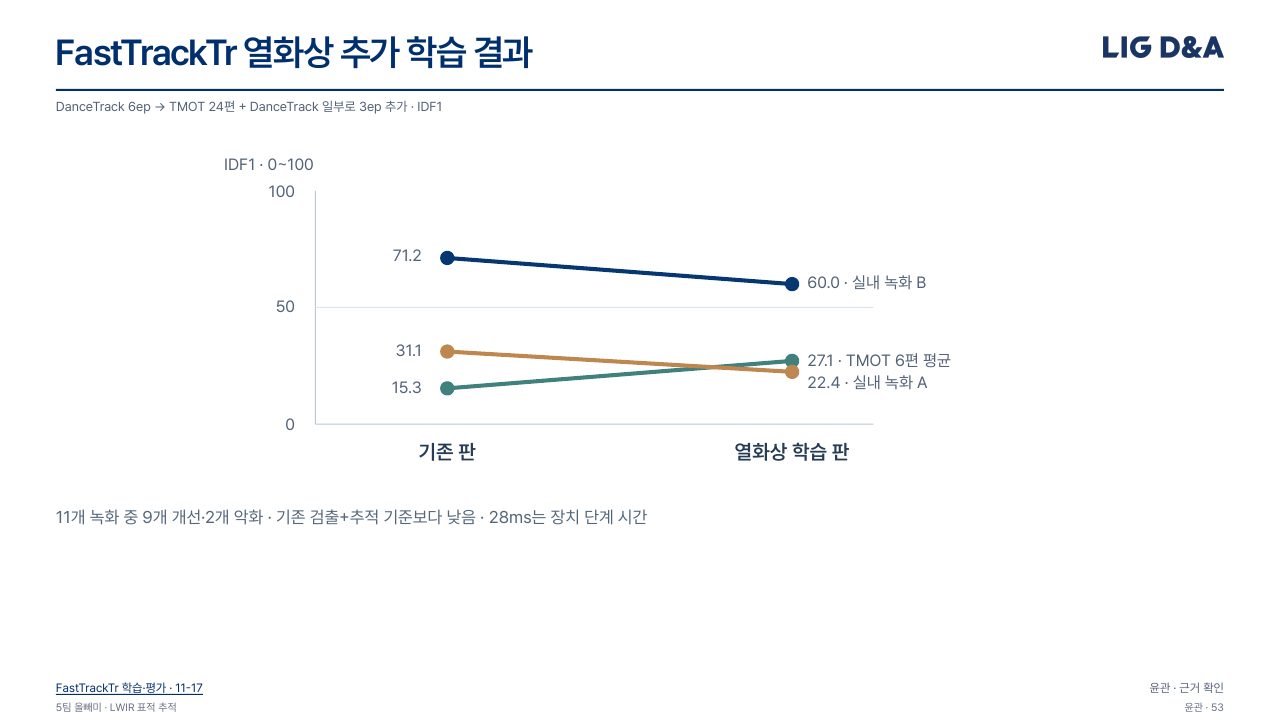 FastTrackTr 열화상 추가 학습 결과
LIG D&A
DanceTrack 6ep → TMOT 24편 + DanceTrack 일부로 3ep 추가 · IDF1
IDF1 · 0~100
100
71.2
60.0 · 실내 녹화 B
50
31.1
27.1 · TMOT 6편 평균
22.4 · 실내 녹화 A
15.3
0
기존 판
열화상 학습 판
11개 녹화 중 9개 개선·2개 악화 · 기존 검출+추적 기준보다 낮음 · 28ms는 장치 단계 시간
FastTrackTr 학습·평가 · 11-17
윤관 · 근거 확인
5팀 올빼미 · LWIR 표적 추적
윤관 · 53